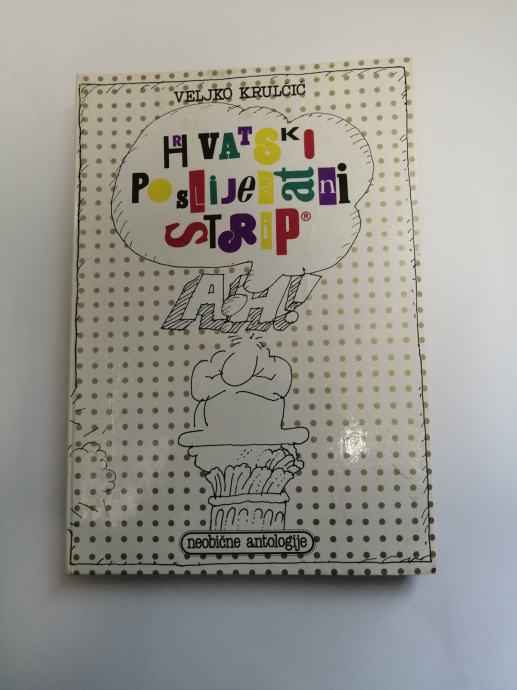 VELJKO KRULČIĆ
HRVATSKI
POSLIJERATNI
STRIP®
AH!
neobične antologije